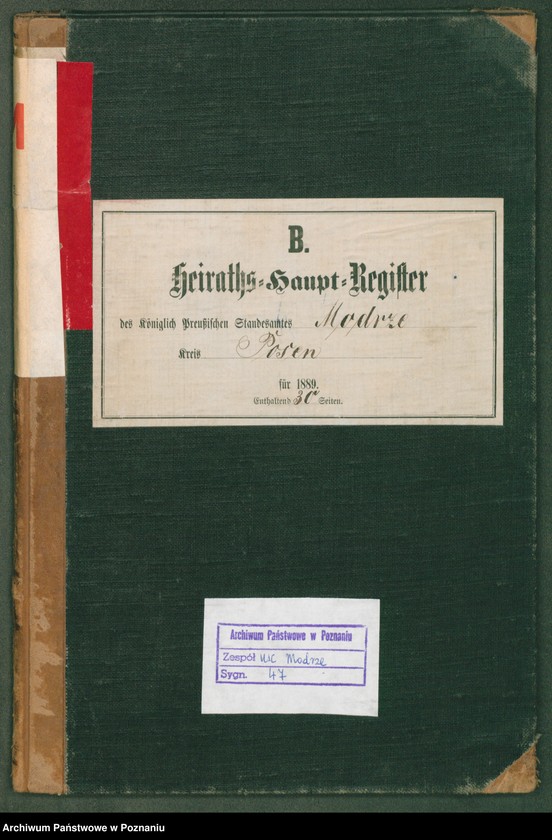 B.
Heiraths-Haupt-Register
des Königlich Preußischen Standesamtes Modrze
Kreis Posen
für 1889.
Enthaltend 30 Seiten.
Archiwum Państwowe w Poznaniu
Zespół USC Modrze
Sygn. 47
Archiwum Państwowe w Poznaniu